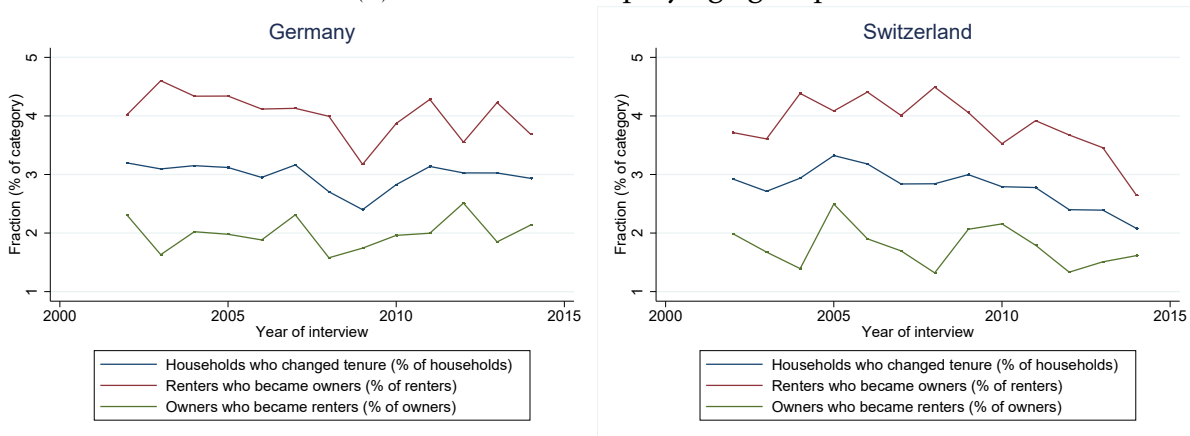 Germany
Fraction (% of category)
5
4
3
2
1
2000 2005 2010 2015
Year of interview
Households who changed tenure (% of households)
Renters who became owners (% of renters)
Owners who became renters (% of owners)
Switzerland
Fraction (% of category)
5
4
3
2
1
2000 2005 2010 2015
Year of interview
Households who changed tenure (% of households)
Renters who became owners (% of renters)
Owners who became renters (% of owners)